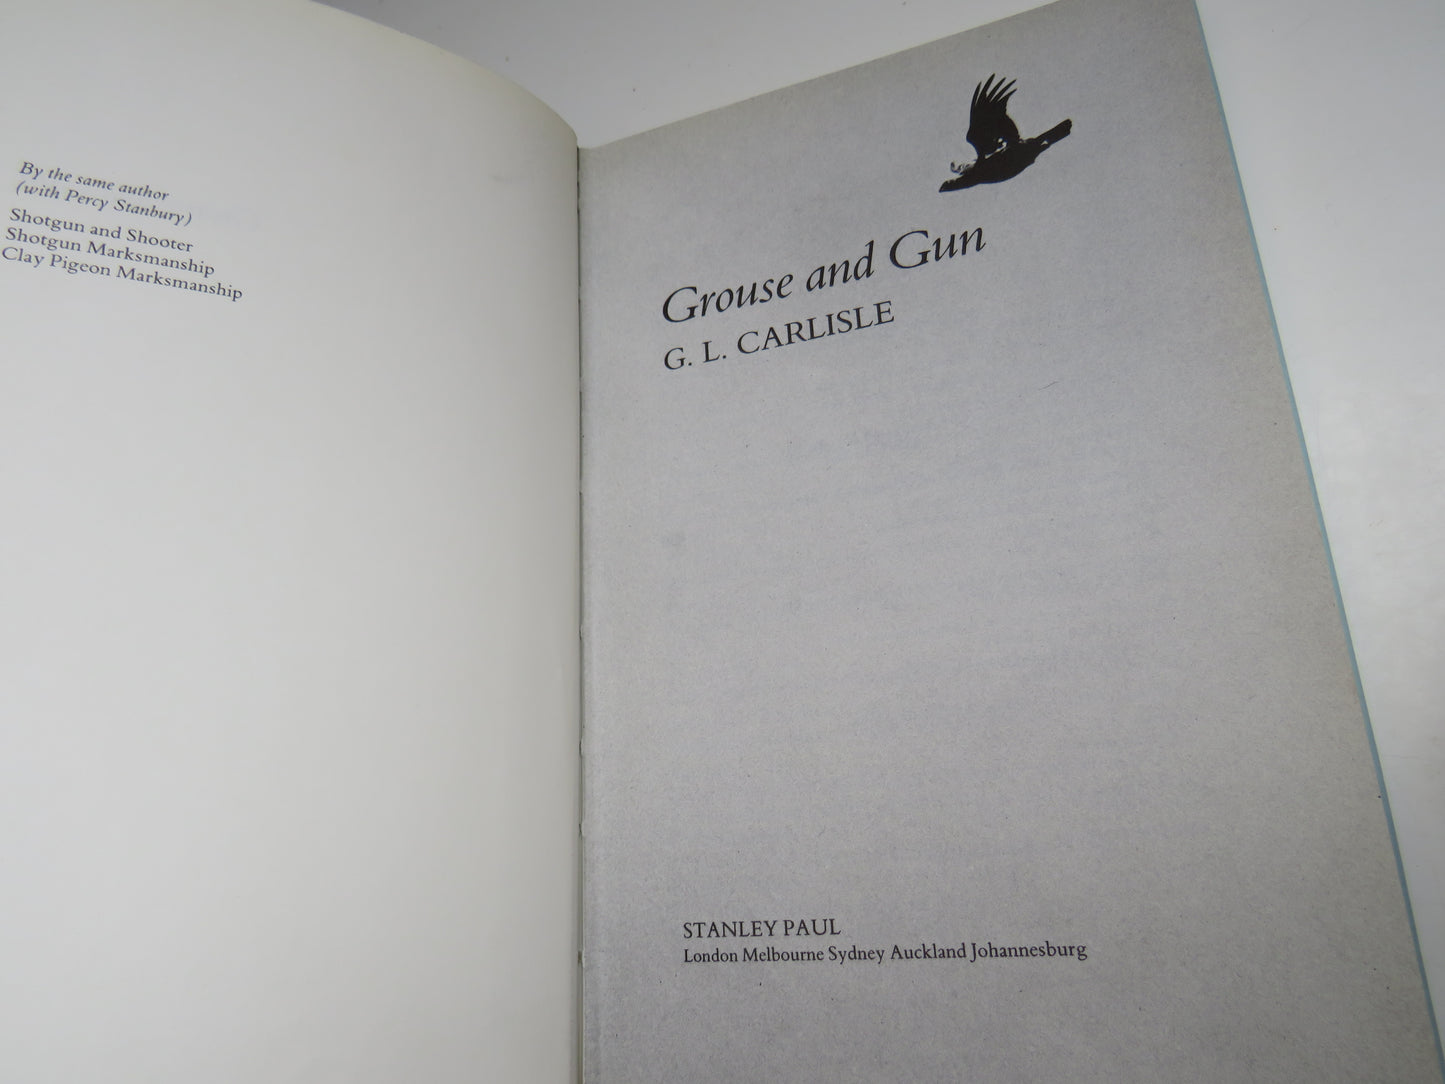 By the same author
(with Percy Stanbury)
Shotgun and Shooter
Shotgun Marksmanship
Clay Pigeon Marksmanship
Grouse and Gun
G. L. CARLISLE
STANLEY PAUL
London Melbourne Sydney Auckland Johannesburg